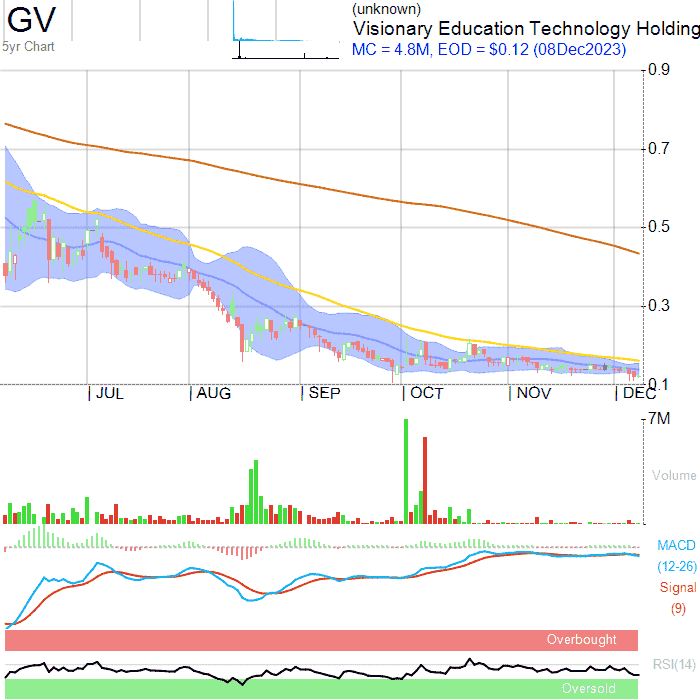 GV
5yr Chart
(unknown)
Visionary Education Technology Holding
MC = 4.8M, EOD = $0.12 (08Dec2023)
0.9
0.7
0.5
0.3
0.1
JUL AUG SEP OCT NOV DEC
7M
Volume
MACD
(12-26)
Signal
(9)
Overbought
RSI(14)
Oversold